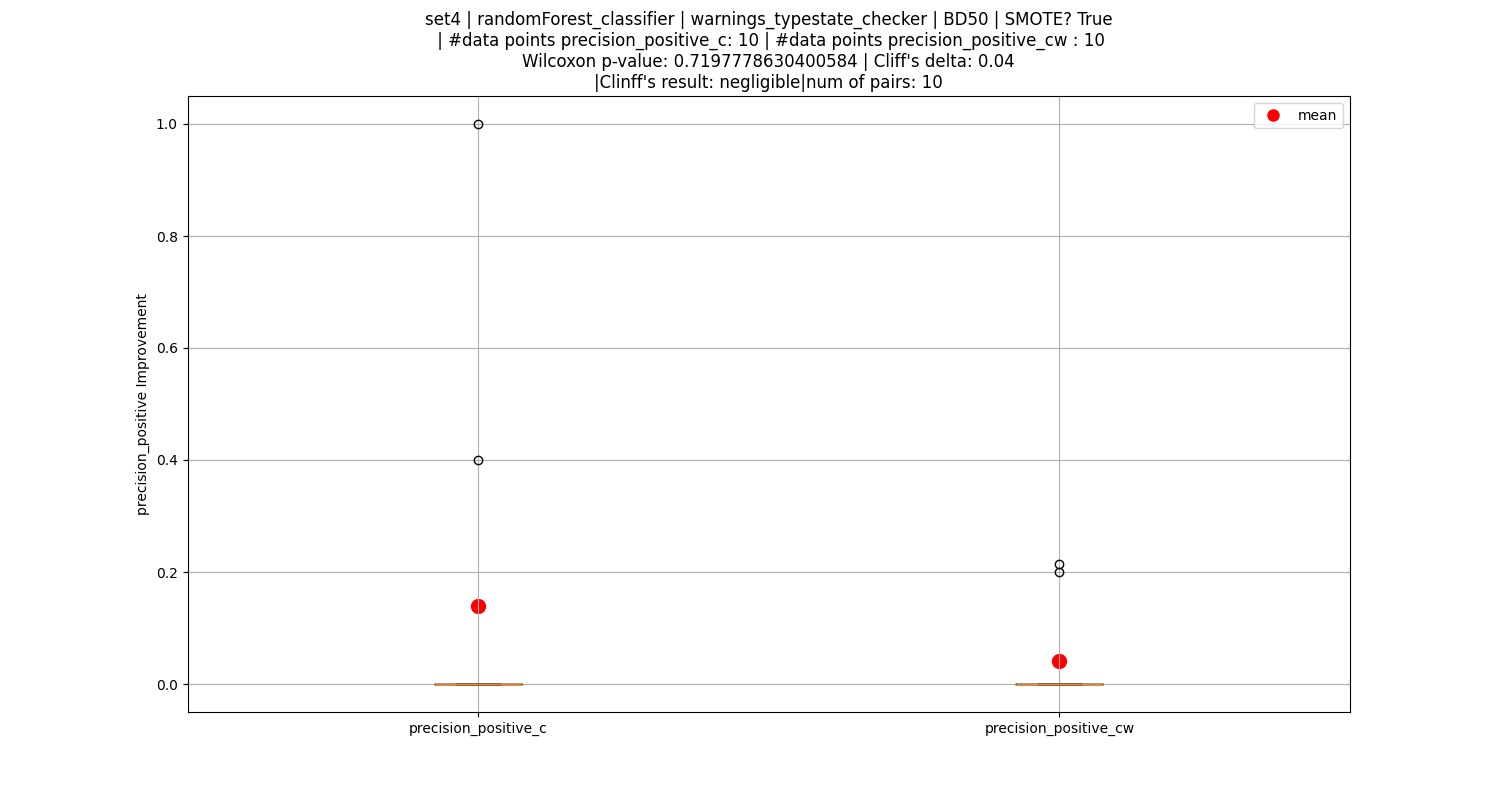 set4 | randomForest_classifier | warnings_typestate_checker | BD50 | SMOTE? True
| #data points precision_positive_c: 10 | #data points precision_positive_cw : 10
Wilcoxon p-value: 0.7197778630400584 | Cliff's delta: 0.04
|Clinff's result: negligible|num of pairs: 10
mean
precision_positive Improvement
1.0
0.8
0.6
0.4
0.2
0.0
precision_positive_c
precision_positive_cw